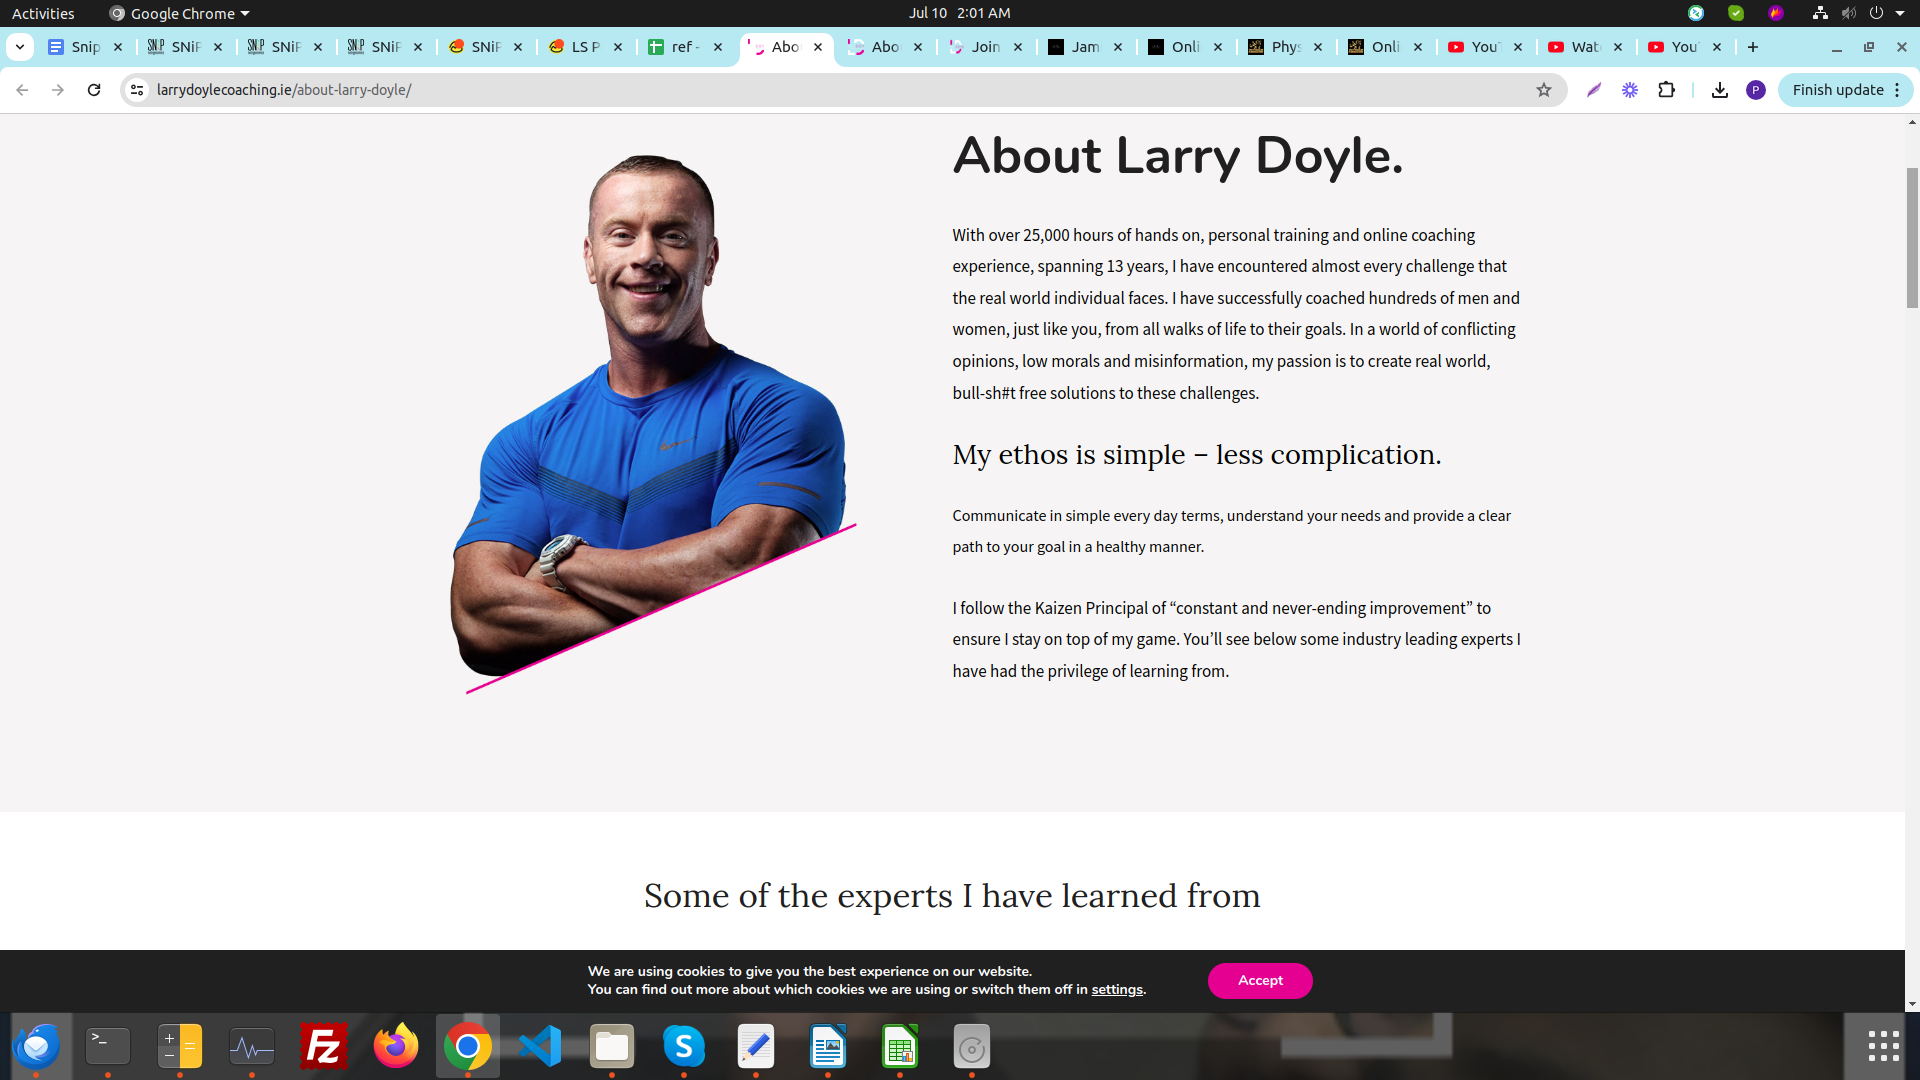 Activities
Google Chrome
Jul 10 2:01 AM
Snip
SNiP
SNiP
SNiP
SNiP
LS P
ref -
Abo
Abo
Join
Jam
Onli
Phys
Onli
YouT
Wat
You
larrydoylecoaching.ie/about-larry-doyle/
P
Finish update
About Larry Doyle.
With over 25,000 hours of hands on, personal training and online coaching
experience, spanning 13 years, I have encountered almost every challenge that
the real world individual faces. I have successfully coached hundreds of men and
women, just like you, from all walks of life to their goals. In a world of conflicting
opinions, low morals and misinformation, my passion is to create real world,
bull-sh#t free solutions to these challenges.
My ethos is simple – less complication.
Communicate in simple every day terms, understand your needs and provide a clear
path to your goal in a healthy manner.
I follow the Kaizen Principal of “constant and never-ending improvement” to
ensure I stay on top of my game. You’ll see below some industry leading experts I
have had the privilege of learning from.
Some of the experts I have learned from
We are using cookies to give you the best experience on our website.
You can find out more about which cookies we are using or switch them off in settings.
Accept